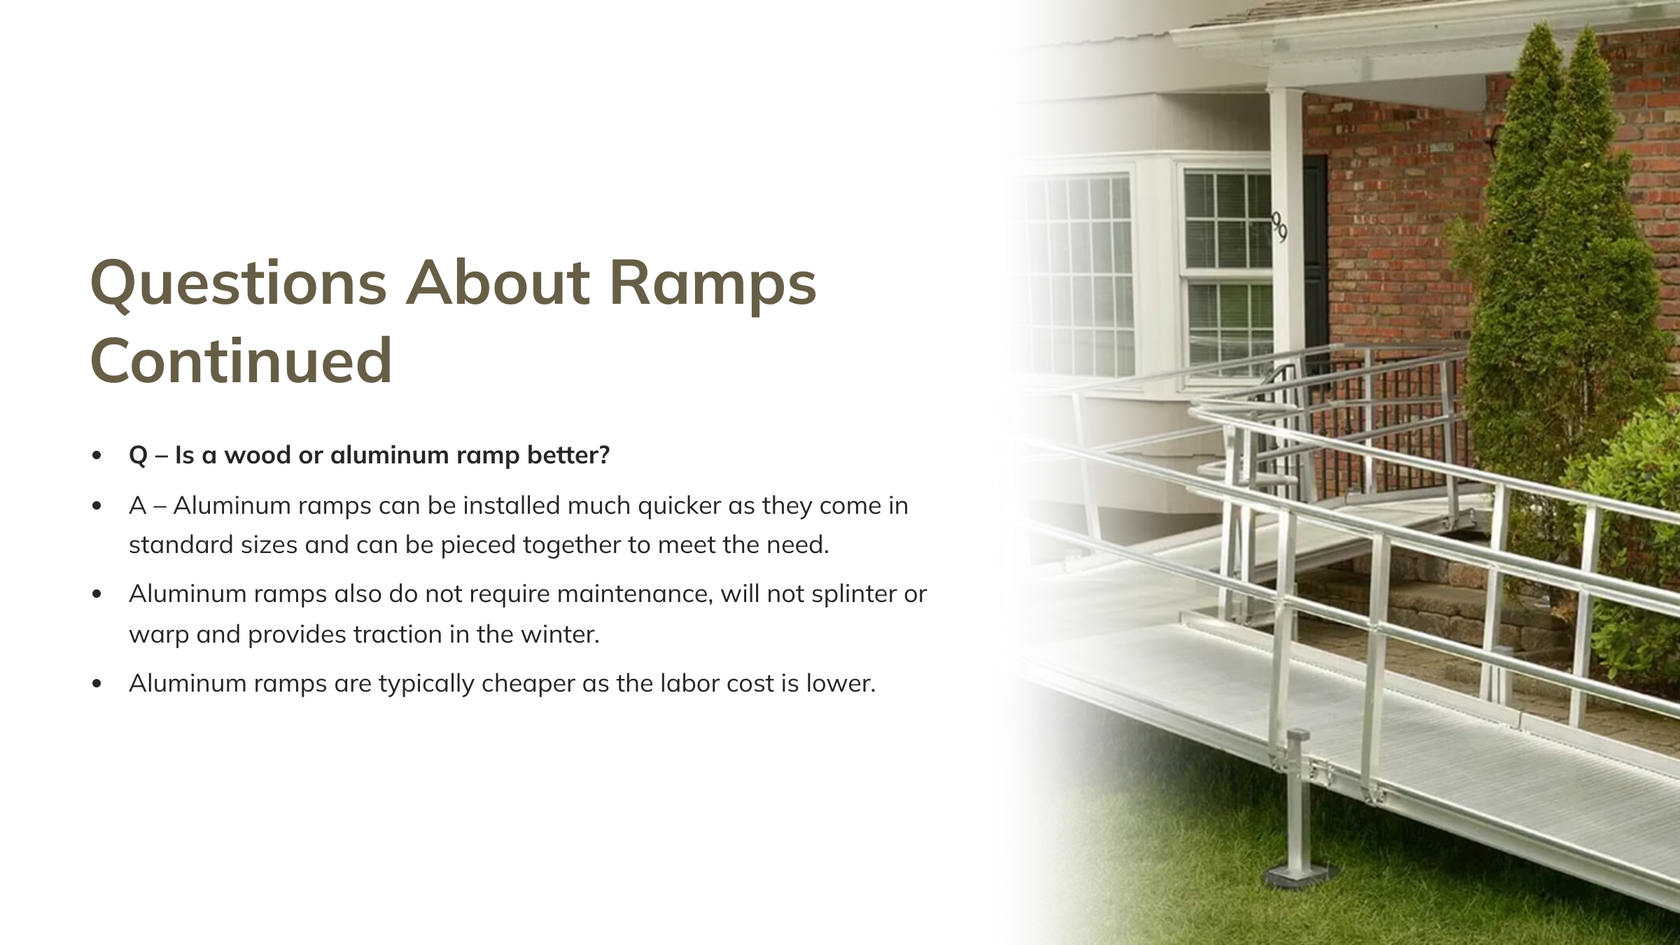 Questions About Ramps
Continued
• Q – Is a wood or aluminum ramp better?
• A – Aluminum ramps can be installed much quicker as they come in
standard sizes and can be pieced together to meet the need.
• Aluminum ramps also do not require maintenance, will not splinter or
warp and provides traction in the winter.
• Aluminum ramps are typically cheaper as the labor cost is lower.
99